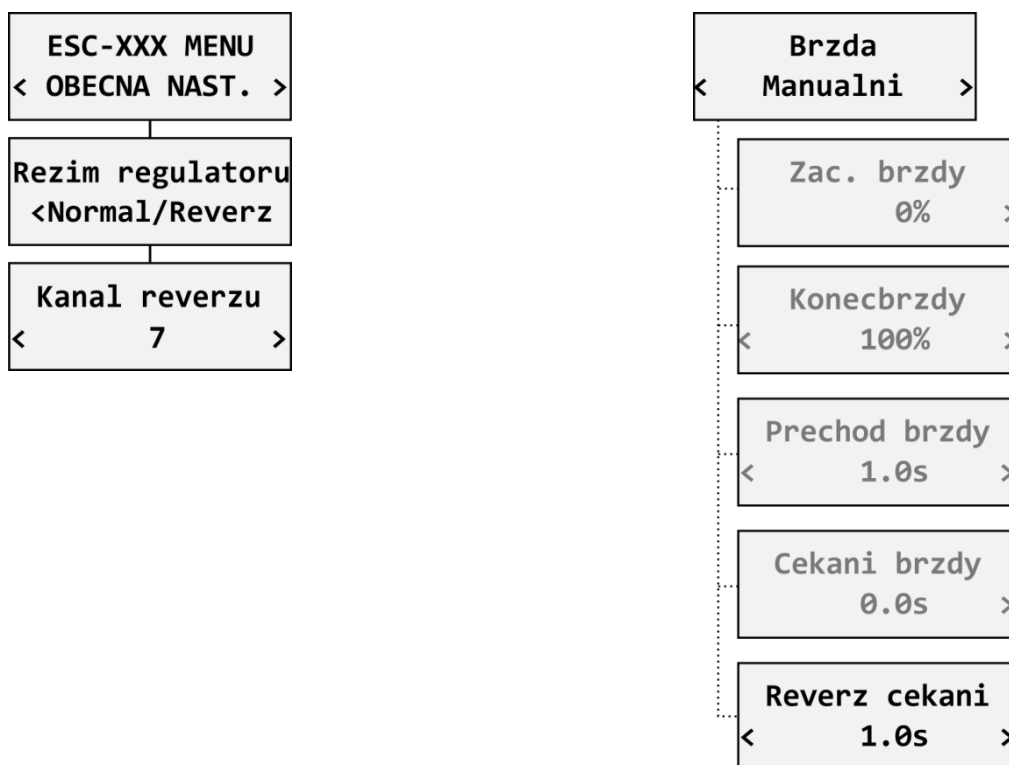 ESC-XXX MENU
< OBECNA NAST. >
Rezim regulatoru
<Normal/Reverz
Kanal reverzu
< 7 >
Brzda
< Manualni >
Zac. brzdy
0% >
Konecbrzdy
< 100% >
Prechod brzdy
< 1.0s >
Cekani brzdy
0.0s >
Reverz cekani
< 1.0s >